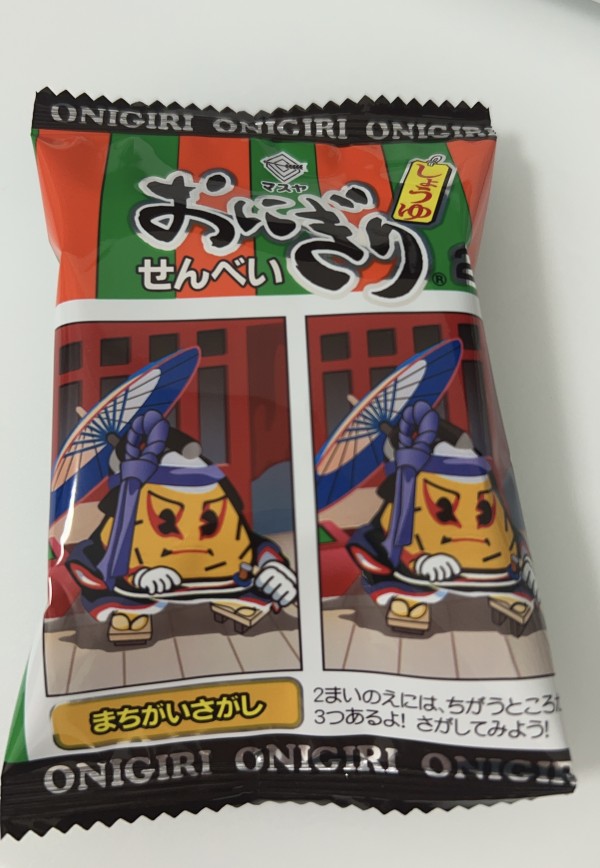 ONIGIRI ONIGIRI ONIGIRI
マスヤ
しょうゆ
おにぎり
せんべい
®
まちがいさがし
2まいのえには、ちがうところ
3つあるよ! さがしてみよう!
ONIGIRI ONIGIRI ONIGIR